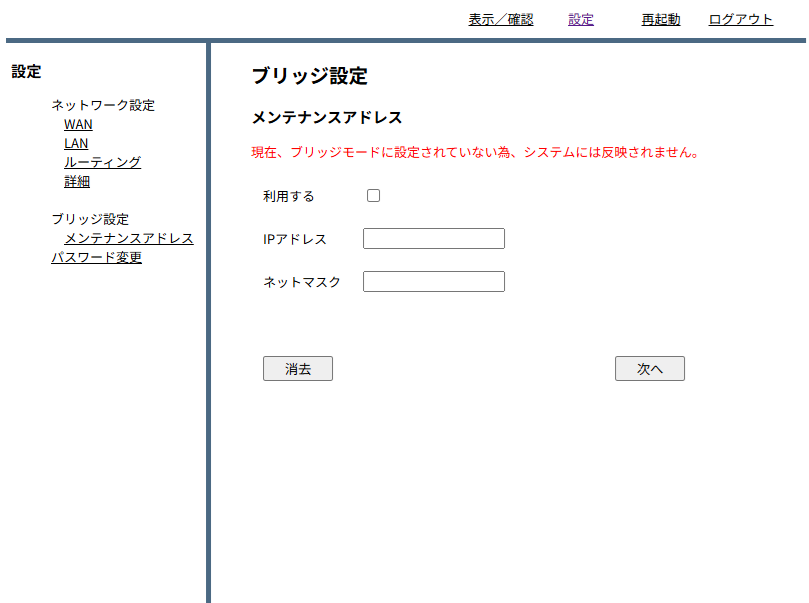 表示／確認 設定 再起動 ログアウト
設定
ネットワーク設定
WAN
LAN
ルーティング
詳細
ブリッジ設定
メンテナンスアドレス
パスワード変更
ブリッジ設定
メンテナンスアドレス
現在、ブリッジモードに設定されていない為、システムには反映されません。
利用する
IPアドレス
ネットマスク
消去 次へ